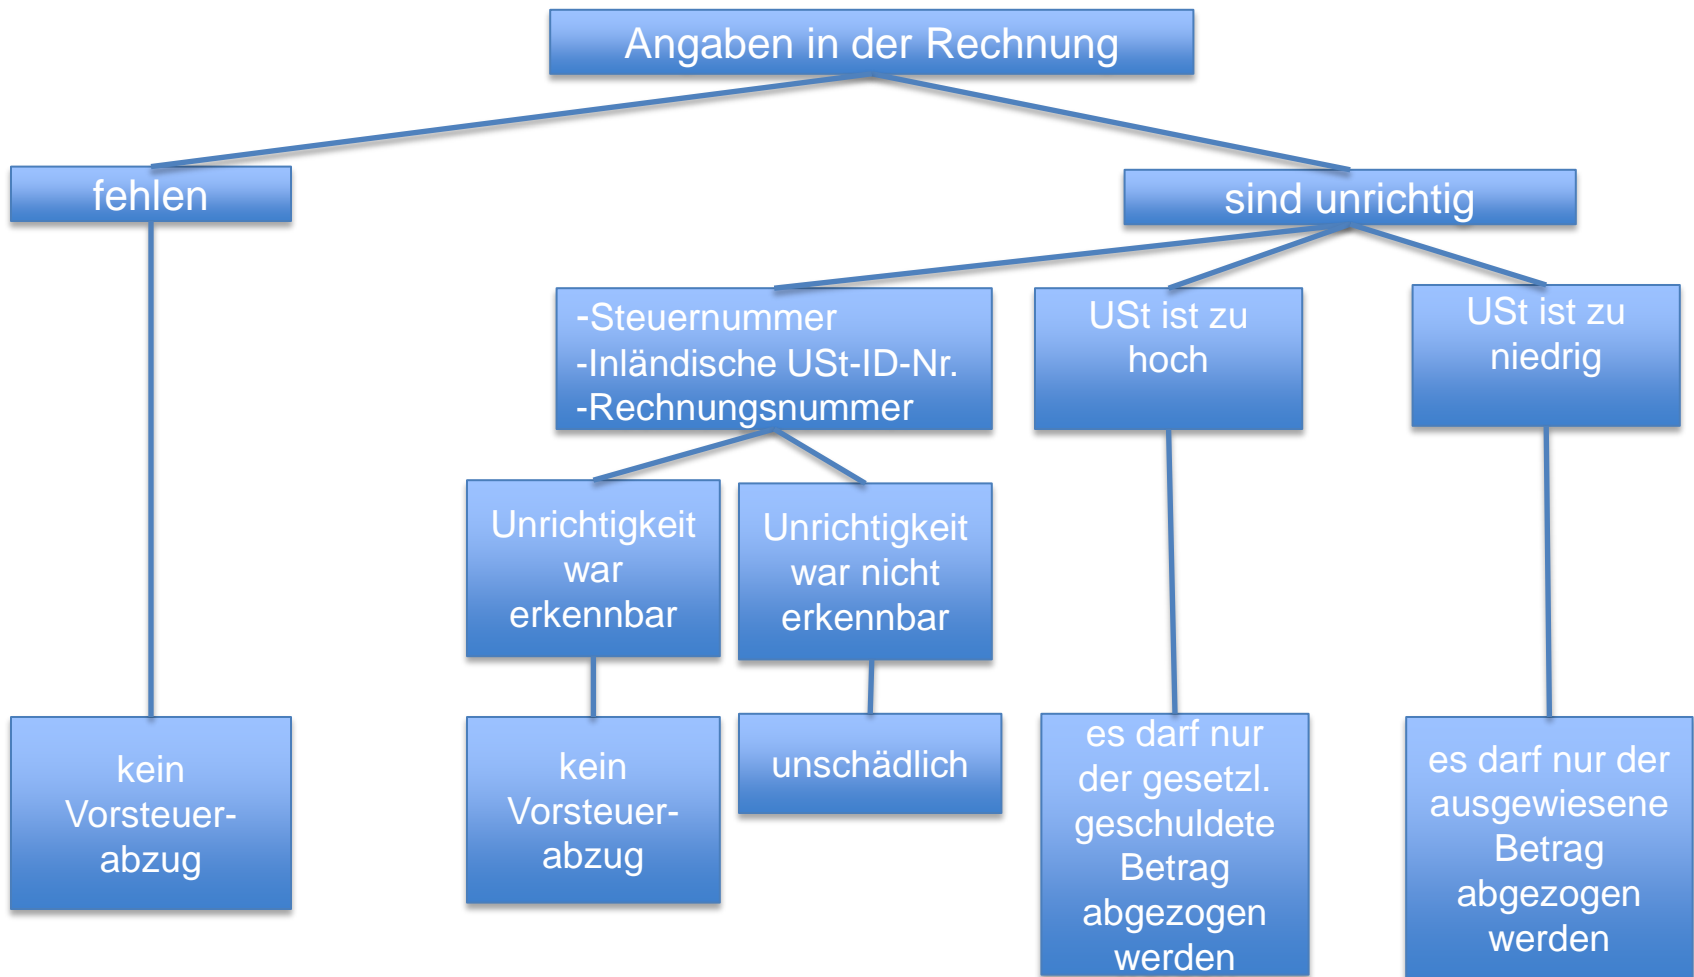 Angaben in der Rechnung
fehlen
sind unrichtig
-Steuernummer
-Inländische USt-ID-Nr.
-Rechnungsnummer
USt ist zu
hoch
USt ist zu
niedrig
Unrichtigkeit
war
erkennbar
Unrichtigkeit
war nicht
erkennbar
kein
Vorsteuer-
abzug
kein
Vorsteuer-
abzug
unschädlich
es darf nur
der gesetzl.
geschuldete
Betrag
abgezogen
werden
es darf nur der
ausgewiesene
Betrag
abgezogen
werden